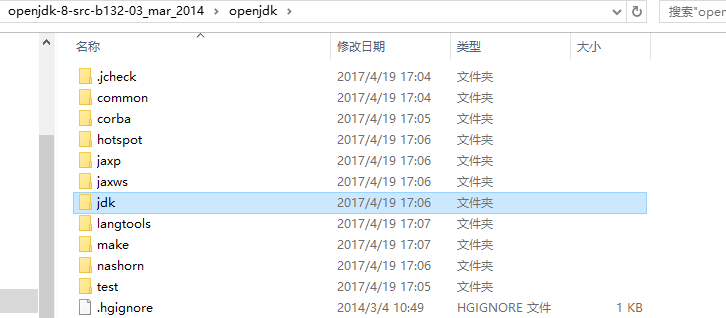 openjdk-8-src-b132-03_mar_2014 › openjdk › 搜索"open
名称 修改日期 类型 大小
.jcheck 2017/4/19 17:04 文件夹
common 2017/4/19 17:04 文件夹
corba 2017/4/19 17:05 文件夹
hotspot 2017/4/19 17:06 文件夹
jaxp 2017/4/19 17:06 文件夹
jaxws 2017/4/19 17:06 文件夹
jdk 2017/4/19 17:06 文件夹
langtools 2017/4/19 17:07 文件夹
make 2017/4/19 17:07 文件夹
nashorn 2017/4/19 17:06 文件夹
test 2017/4/19 17:05 文件夹
.hgignore 2014/3/4 10:49 HGIGNORE 文件 1 KB